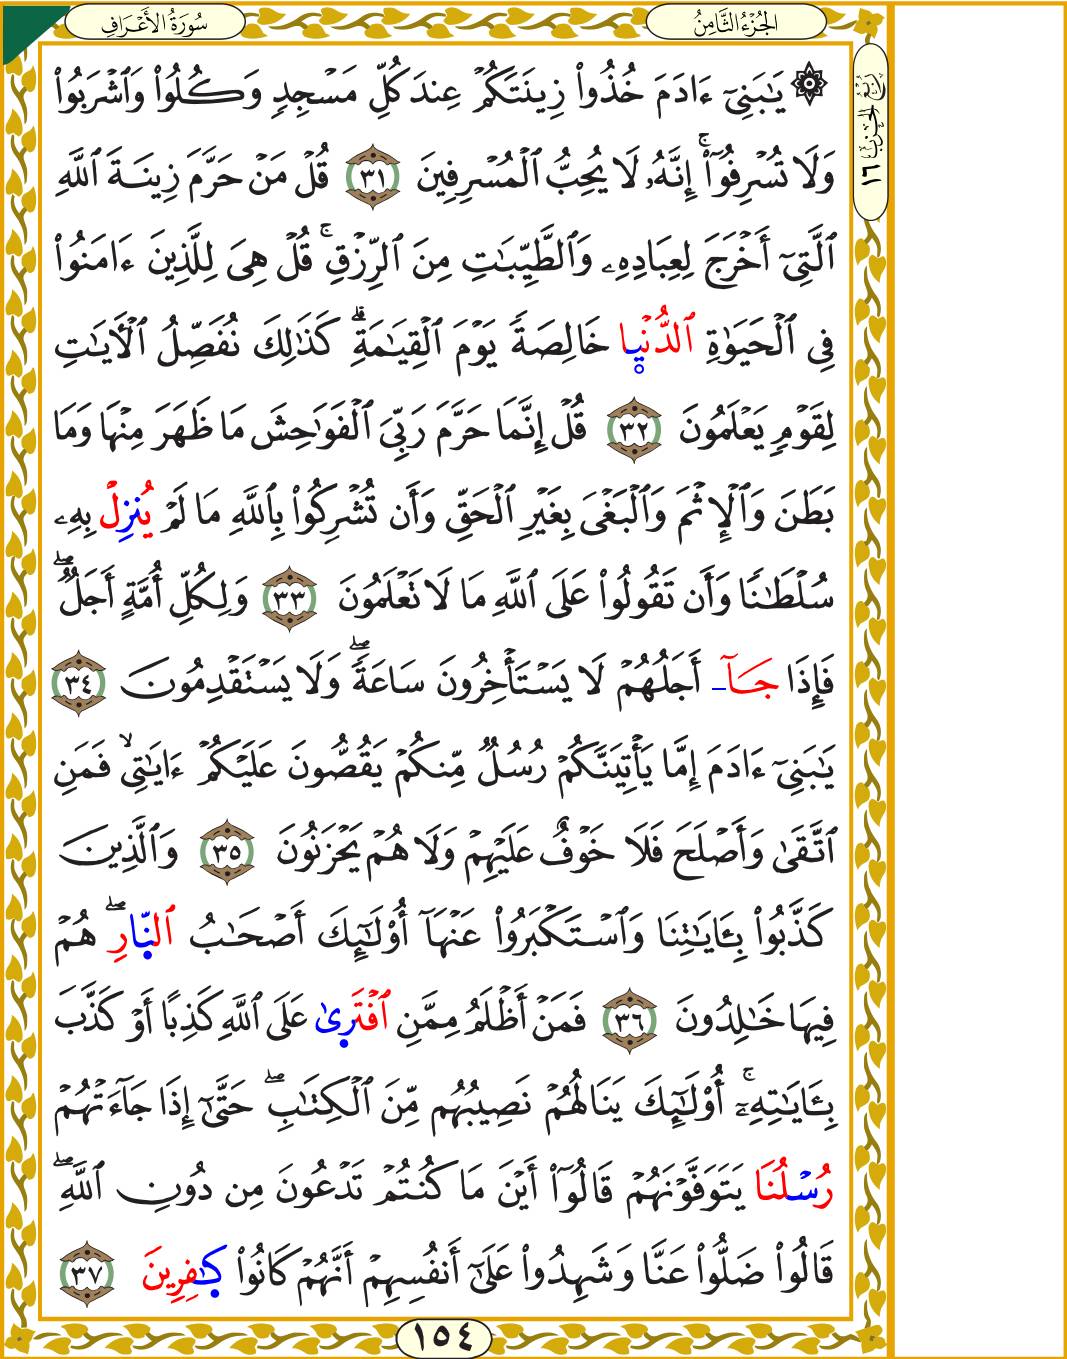 سُورَةُ الأَعْرَافِ
الجُزْءُ الثَّامِنُ
رُبُعُ الحِزْبِ ١٦
۞ يَٰبَنِىٓ ءَادَمَ خُذُوا۟ زِينَتَكُمْ عِندَ كُلِّ مَسْجِدٍۢ وَكُلُوا۟ وَٱشْرَبُوا۟
وَلَا تُسْرِفُوٓا۟ ۚ إِنَّهُۥ لَا يُحِبُّ ٱلْمُسْرِفِينَ ٣١ قُلْ مَنْ حَرَّمَ زِينَةَ ٱللَّهِ
ٱلَّتِىٓ أَخْرَجَ لِعِبَادِهِۦ وَٱلطَّيِّبَٰتِ مِنَ ٱلرِّزْقِ ۚ قُلْ هِىَ لِلَّذِينَ ءَامَنُوا۟
فِى ٱلْحَيَوٰةِ ٱلدُّنْيٜا خَالِصَةًۭ يَوْمَ ٱلْقِيَٰمَةِ ۗ كَذَٰلِكَ نُفَصِّلُ ٱلْءَايَٰتِ
لِقَوْمٍۢ يَعْلَمُونَ ٣٢ قُلْ إِنَّمَا حَرَّمَ رَبِّىَ ٱلْفَوَٰحِشَ مَا ظَهَرَ مِنْهَا وَمَا
بَطَنَ وَٱلْإِثْمَ وَٱلْبَغْىَ بِغَيْرِ ٱلْحَقِّ وَأَن تُشْرِكُوا۟ بِٱللَّهِ مَا لَمْ يُنزِلْ بِهِۦ
سُلْطَٰنًۭا وَأَن تَقُولُوا۟ عَلَى ٱللَّهِ مَا لَا تَعْلَمُونَ ٣٣ وَلِكُلِّ أُمَّةٍ أَجَلٌۭ ۖ
فَإِذَا جَآ أَجَلُهُمْ لَا يَسْتَأْخِرُونَ سَاعَةًۭ ۖ وَلَا يَسْتَقْدِمُونَ ٣٤
يَٰبَنِىٓ ءَادَمَ إِمَّا يَأْتِيَنَّكُمْ رُسُلٌۭ مِّنكُمْ يَقُصُّونَ عَلَيْكُمْ ءَايَٰتِى ۙ فَمَنِ
ٱتَّقَىٰ وَأَصْلَحَ فَلَا خَوْفٌ عَلَيْهِمْ وَلَا هُمْ يَحْزَنُونَ ٣٥ وَٱلَّذِينَ
كَذَّبُوا۟ بِـَٔايَٰتِنَا وَٱسْتَكْبَرُوا۟ عَنْهَآ أُو۟لَٰٓئِكَ أَصْحَٰبُ ٱلنّ۪ارِ ۖ هُمْ
فِيهَا خَٰلِدُونَ ٣٦ فَمَنْ أَظْلَمُ مِمَّنِ ٱفْتَر۪ىٰ عَلَى ٱللَّهِ كَذِبًا أَوْ كَذَّبَ
بِـَٔايَٰتِهِۦٓ ۚ أُو۟لَٰٓئِكَ يَنَالُهُمْ نَصِيبُهُم مِّنَ ٱلْكِتَٰبِ ۖ حَتَّىٰٓ إِذَا جَآءَتْهُمْ
رُسْلُنَا يَتَوَفَّوْنَهُمْ قَالُوٓا۟ أَيْنَ مَا كُنتُمْ تَدْعُونَ مِن دُونِ ٱللَّهِ ۖ
قَالُوا۟ ضَلُّوا۟ عَنَّا وَشَهِدُوا۟ عَلَىٰٓ أَنفُسِهِمْ أَنَّهُمْ كَانُوا۟ كٰ۪فِرِينَ ٣٧
١٥٤